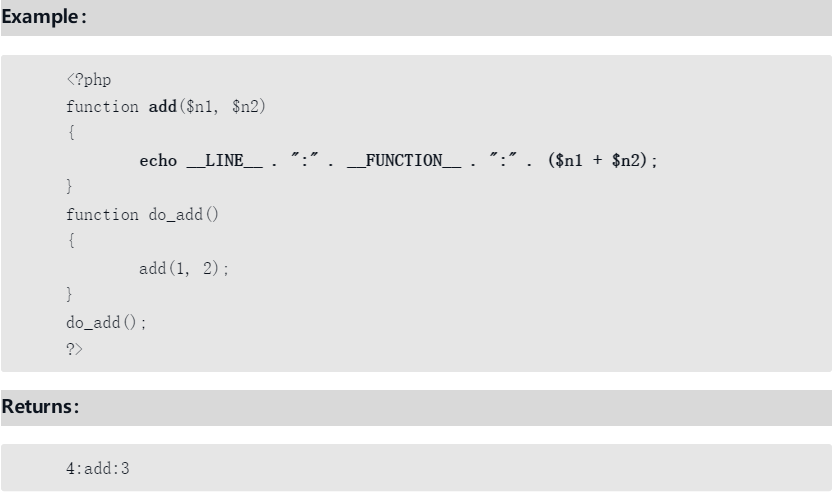 Example:
<?php
function add($n1, $n2)
{
echo __LINE__ . ":" . __FUNCTION__ . ":" . ($n1 + $n2);
}
function do_add()
{
add(1, 2);
}
do_add();
?>
Returns:
4:add:3